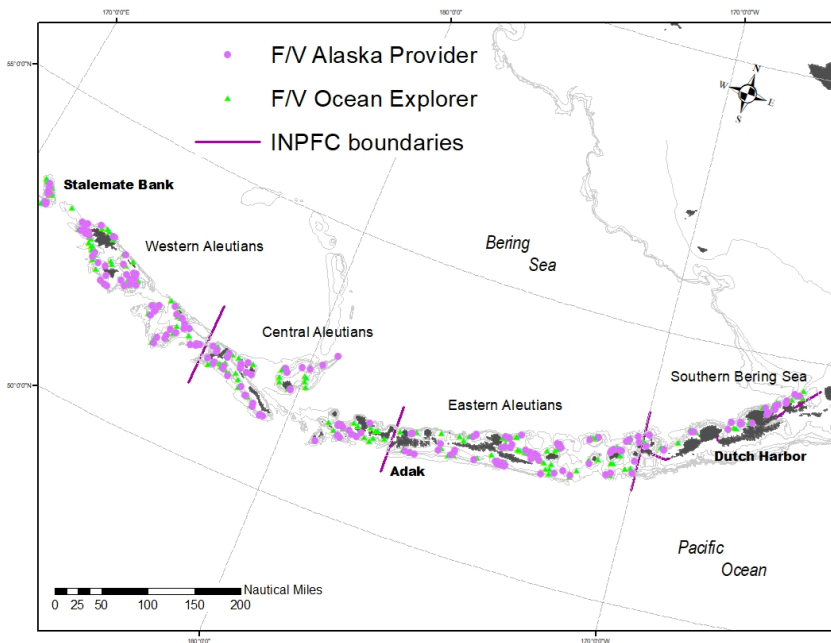 170°0'0"E
180°0'0"
170°0'0"W
55°0'0"N
F/V Alaska Provider
F/V Ocean Explorer
INPFC boundaries
N
W
E
S
Stalemate Bank
Western Aleutians
Bering
Sea
Central Aleutians
50°0'0"N
Southern Bering Sea
Eastern Aleutians
Adak
Dutch Harbor
Pacific
Ocean
Nautical Miles
0 25 50 100 150 200
180°0'0"
170°0'0"W